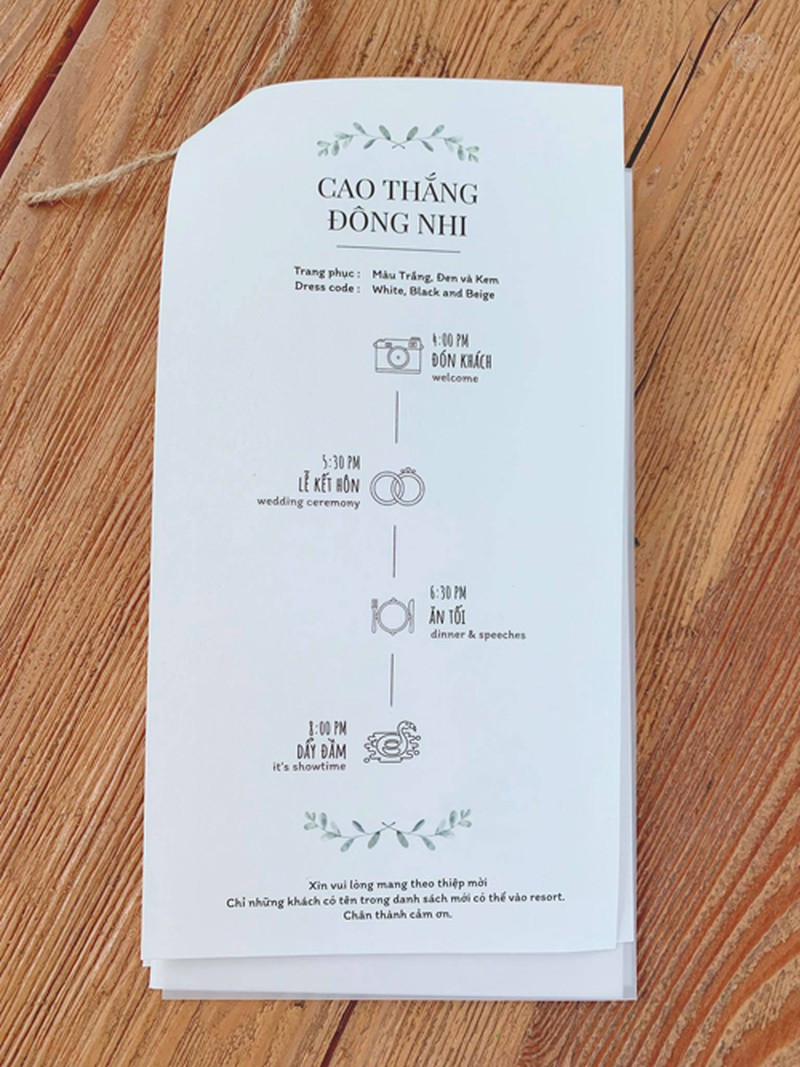 CAO THẮNG
ĐÔNG NHI
Trang phục : Màu Trắng, Đen và Kem
Dress code : White, Black and Beige
4:00 PM
ĐÓN KHÁCH
welcome
5:30 PM
LỄ KẾT HÔN
wedding ceremony
6:30 PM
ĂN TỐI
dinner & speeches
8:00 PM
DẨY ĐẦM
it's showtime
Xin vui lòng mang theo thiệp mời
Chỉ những khách có tên trong danh sách mới có thể vào resort.
Chân thành cảm ơn.